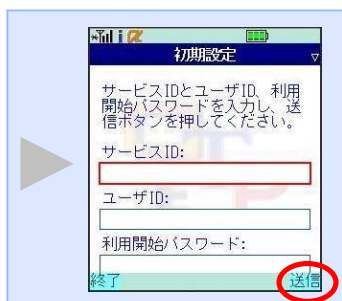 初期設定
サービスIDとユーザID、利用
開始パスワードを入力し、送
信ボタンを押してください。
サービスID:
ユーザID:
利用開始パスワード:
終了 送信